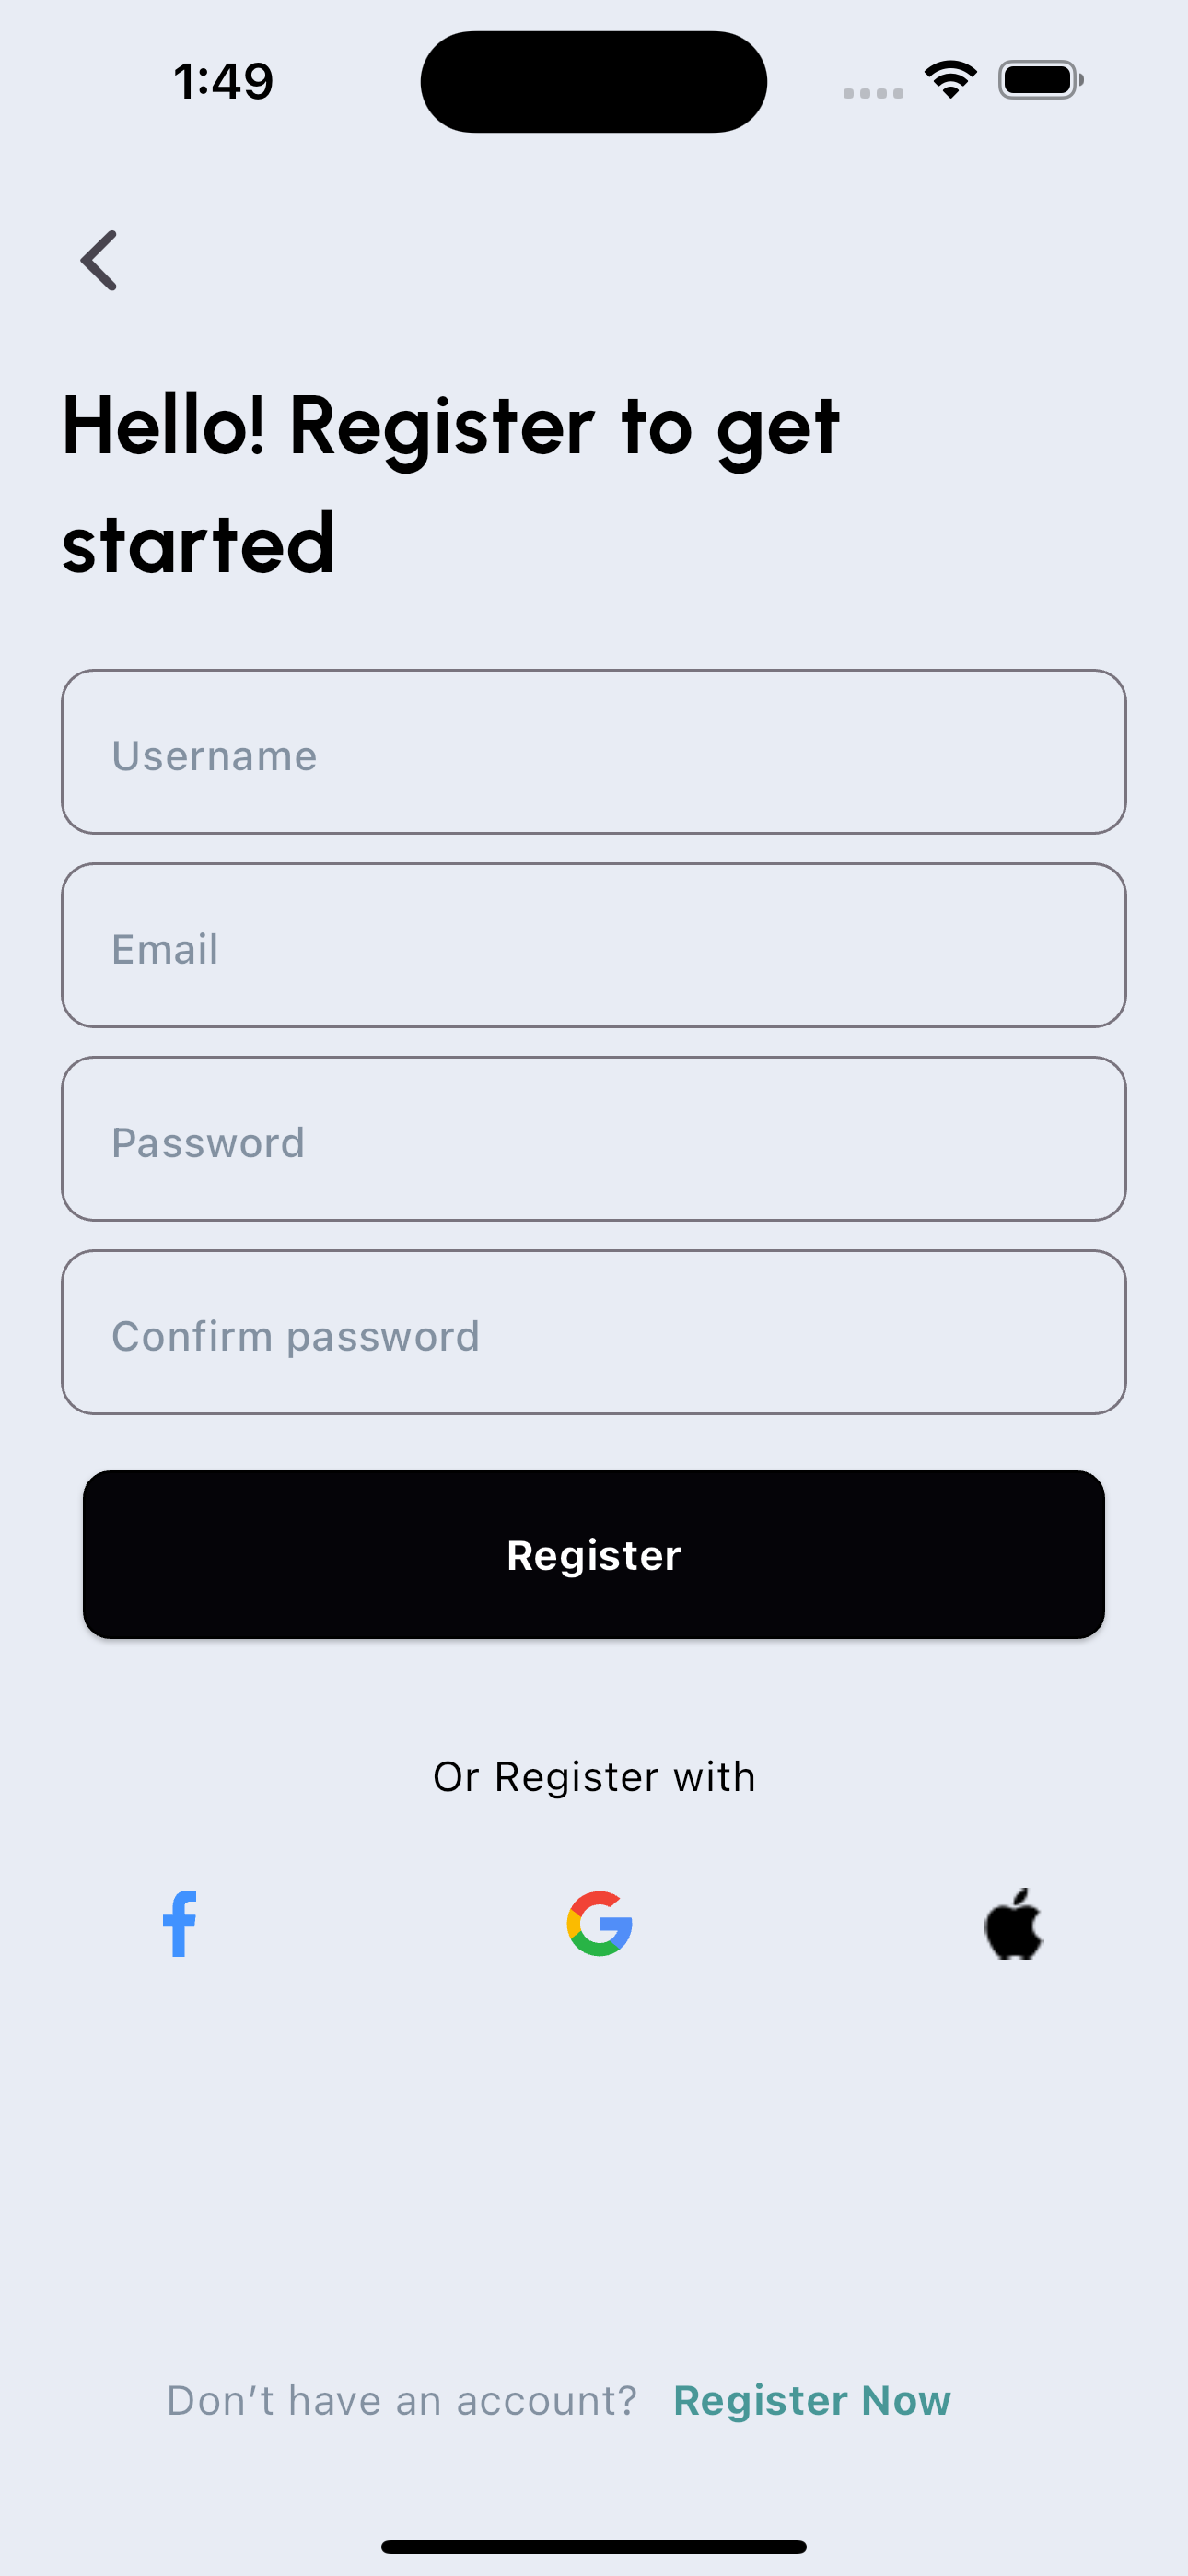 1:49
Hello! Register to get
started
Username
Email
Password
Confirm password
Register
Or Register with
Don’t have an account? Register Now